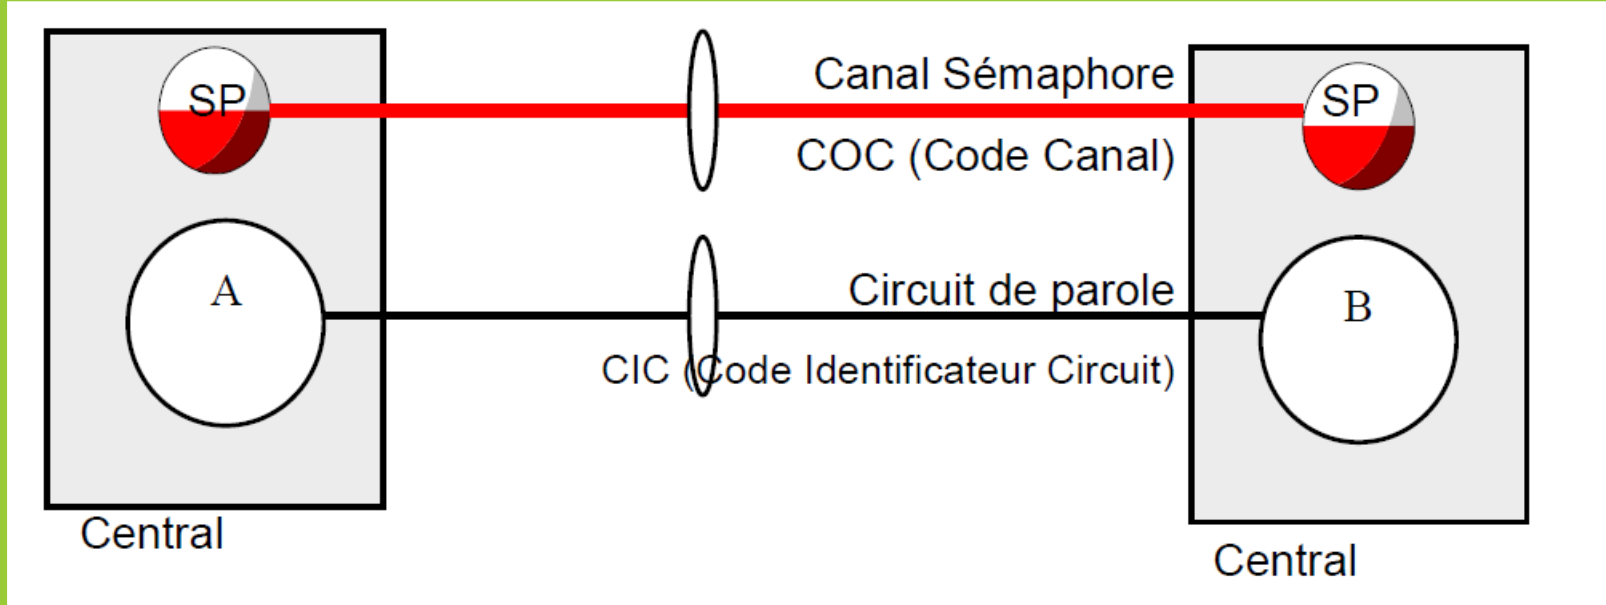 SP
Canal Sémaphore
SP
COC (Code Canal)
A
Circuit de parole
B
CIC (Code Identificateur Circuit)
Central
Central